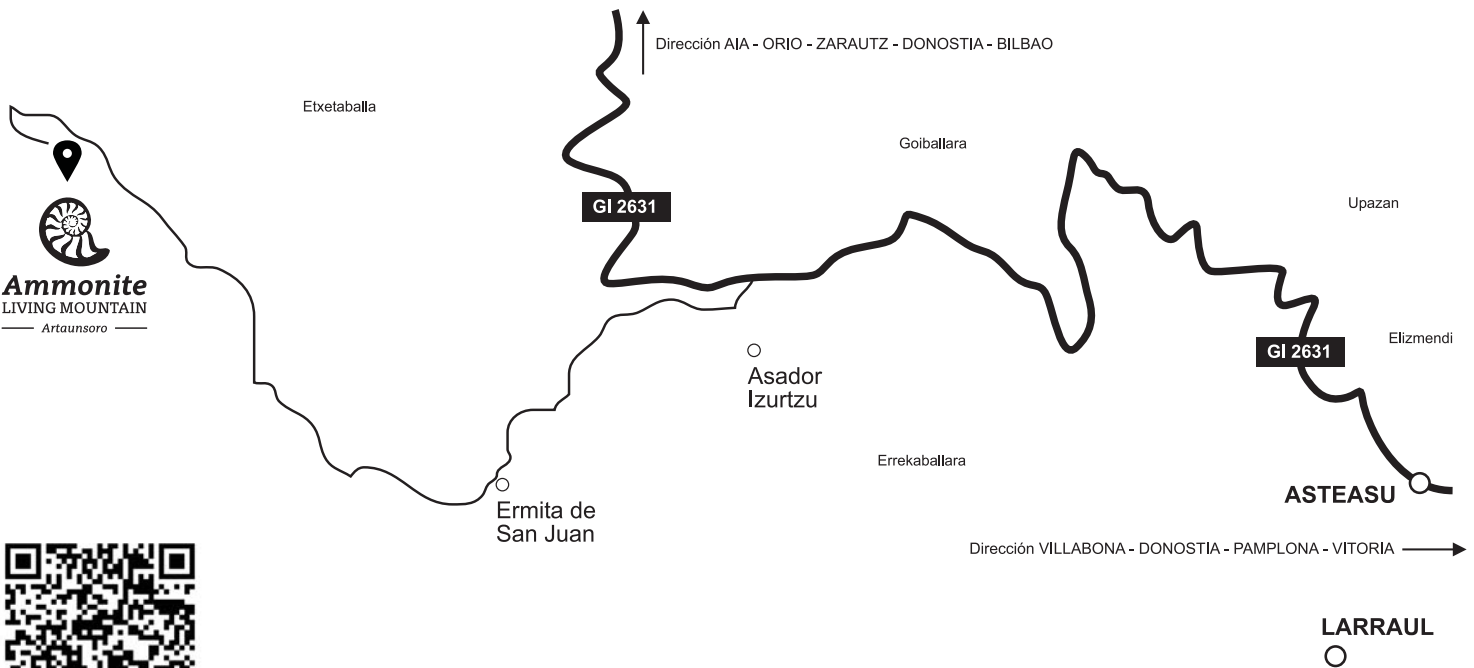 Dirección AIA - ORIO - ZARAUTZ - DONOSTIA - BILBAO
Etxetaballa
Goiballara
GI 2631
Upazan
Ammonite
LIVING MOUNTAIN
Artaunsoro
Elizmendi
GI 2631
Asador
Izurtzu
Errekaballara
ASTEASU
Ermita de
San Juan
Dirección VILLABONA - DONOSTIA - PAMPLONA - VITORIA
LARRAUL